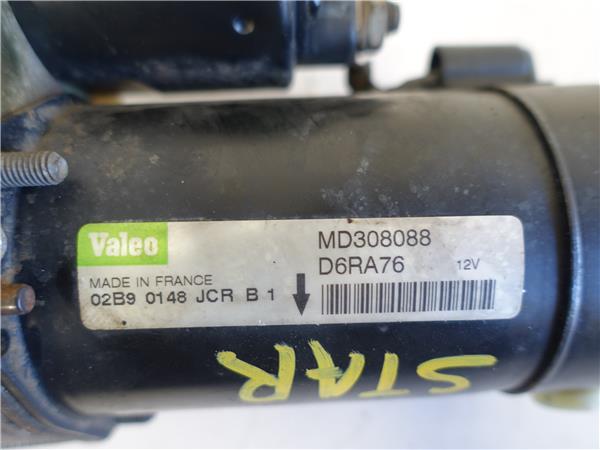 Valeo
MD308088
D6RA76 12V
MADE IN FRANCE
02B9 0148 JCR B 1
STAR